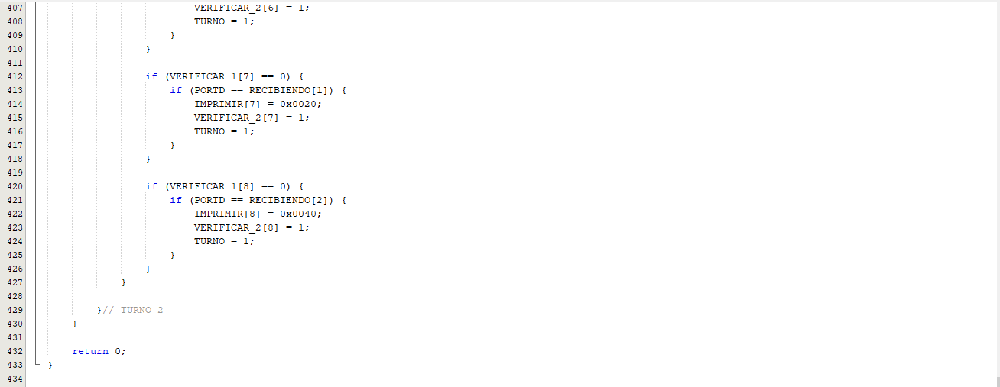 407 VERIFICAR_2[6] = 1;
408 TURNO = 1;
409 }
410 }
411
412 if (VERIFICAR_1[7] == 0) {
413 if (PORTD == RECIBIENDO[1]) {
414 IMPRIMIR[7] = 0x0020;
415 VERIFICAR_2[7] = 1;
416 TURNO = 1;
417 }
418 }
419
420 if (VERIFICAR_1[8] == 0) {
421 if (PORTD == RECIBIENDO[2]) {
422 IMPRIMIR[8] = 0x0040;
423 VERIFICAR_2[8] = 1;
424 TURNO = 1;
425 }
426 }
427 }
428
429 }// TURNO 2
430 }
431
432 return 0;
433 }
434